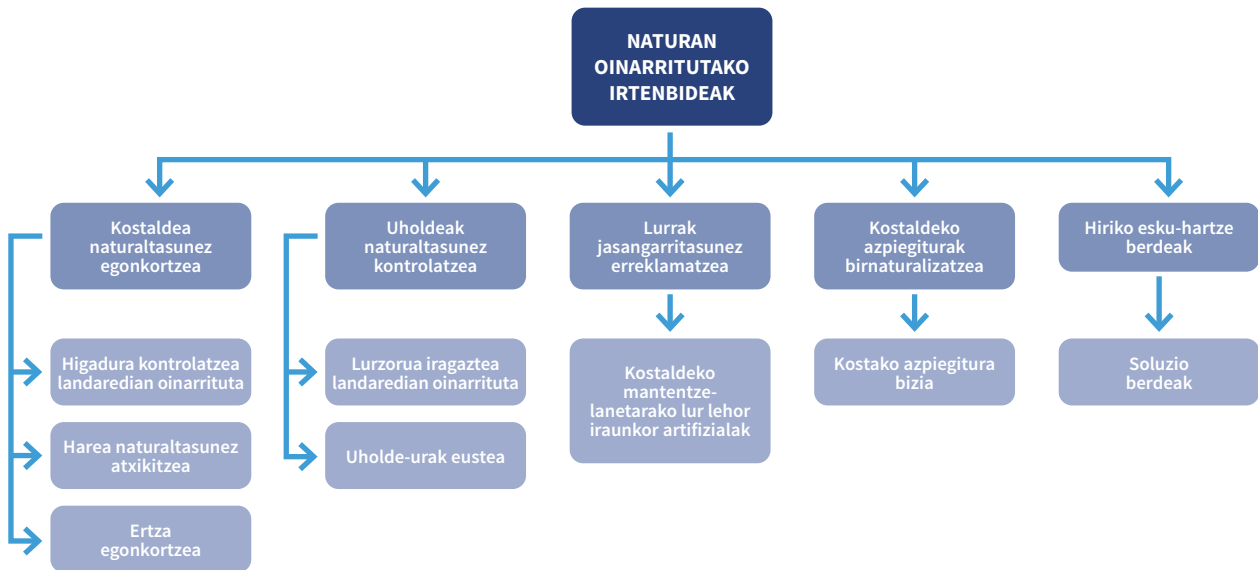 NATURAN
OINARRITUTAKO
IRTENBIDEAK
Kostaldea
naturaltasunez
egonkortzea
Uholdeak
naturaltasunez
kontrolatzea
Lurrak
jasangarritasunez
erreklamatzea
Kostaldeko
azpiegiturak
birnaturalizatzea
Hiriko esku-hartze
berdeak
Higadura kontrolatzea
landaredian oinarrituta
Harea naturaltasunez
atxikitzea
Ertza
egonkortzea
Lurzorua iragaztea
landaredian oinarrituta
Uholde-urak eustea
Kostaldeko
mantentze-
lanetarako lur lehor
iraunkor artifizialak
Kostako azpiegitura
bizia
Soluzio
berdeak